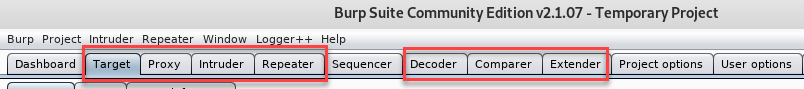 Burp Suite Community Edition v2.1.07 - Temporary Project
Burp Project Intruder Repeater Window Logger++ Help
Dashboard Target Proxy Intruder Repeater Sequencer Decoder Comparer Extender Project options User options